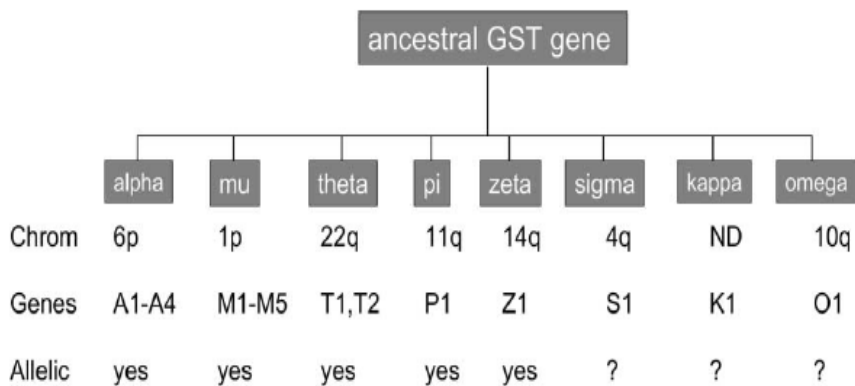 ancestral GST gene
alpha mu theta pi zeta sigma kappa omega
Chrom 6p 1p 22q 11q 14q 4q ND 10q
Genes A1-A4 M1-M5 T1,T2 P1 Z1 S1 K1 O1
Allelic yes yes yes yes yes ? ? ?